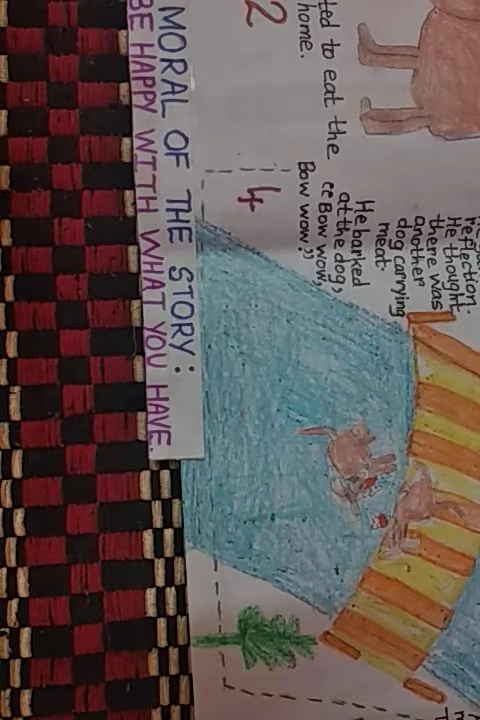 2
ted to eat the
home.
4
reflection.
He thought
there was
another
dog carrying
meat.
He barked
at the dog,
"Bow wow,
Bow wow."
MORAL OF THE STORY:
BE HAPPY WITH WHAT YOU HAVE.